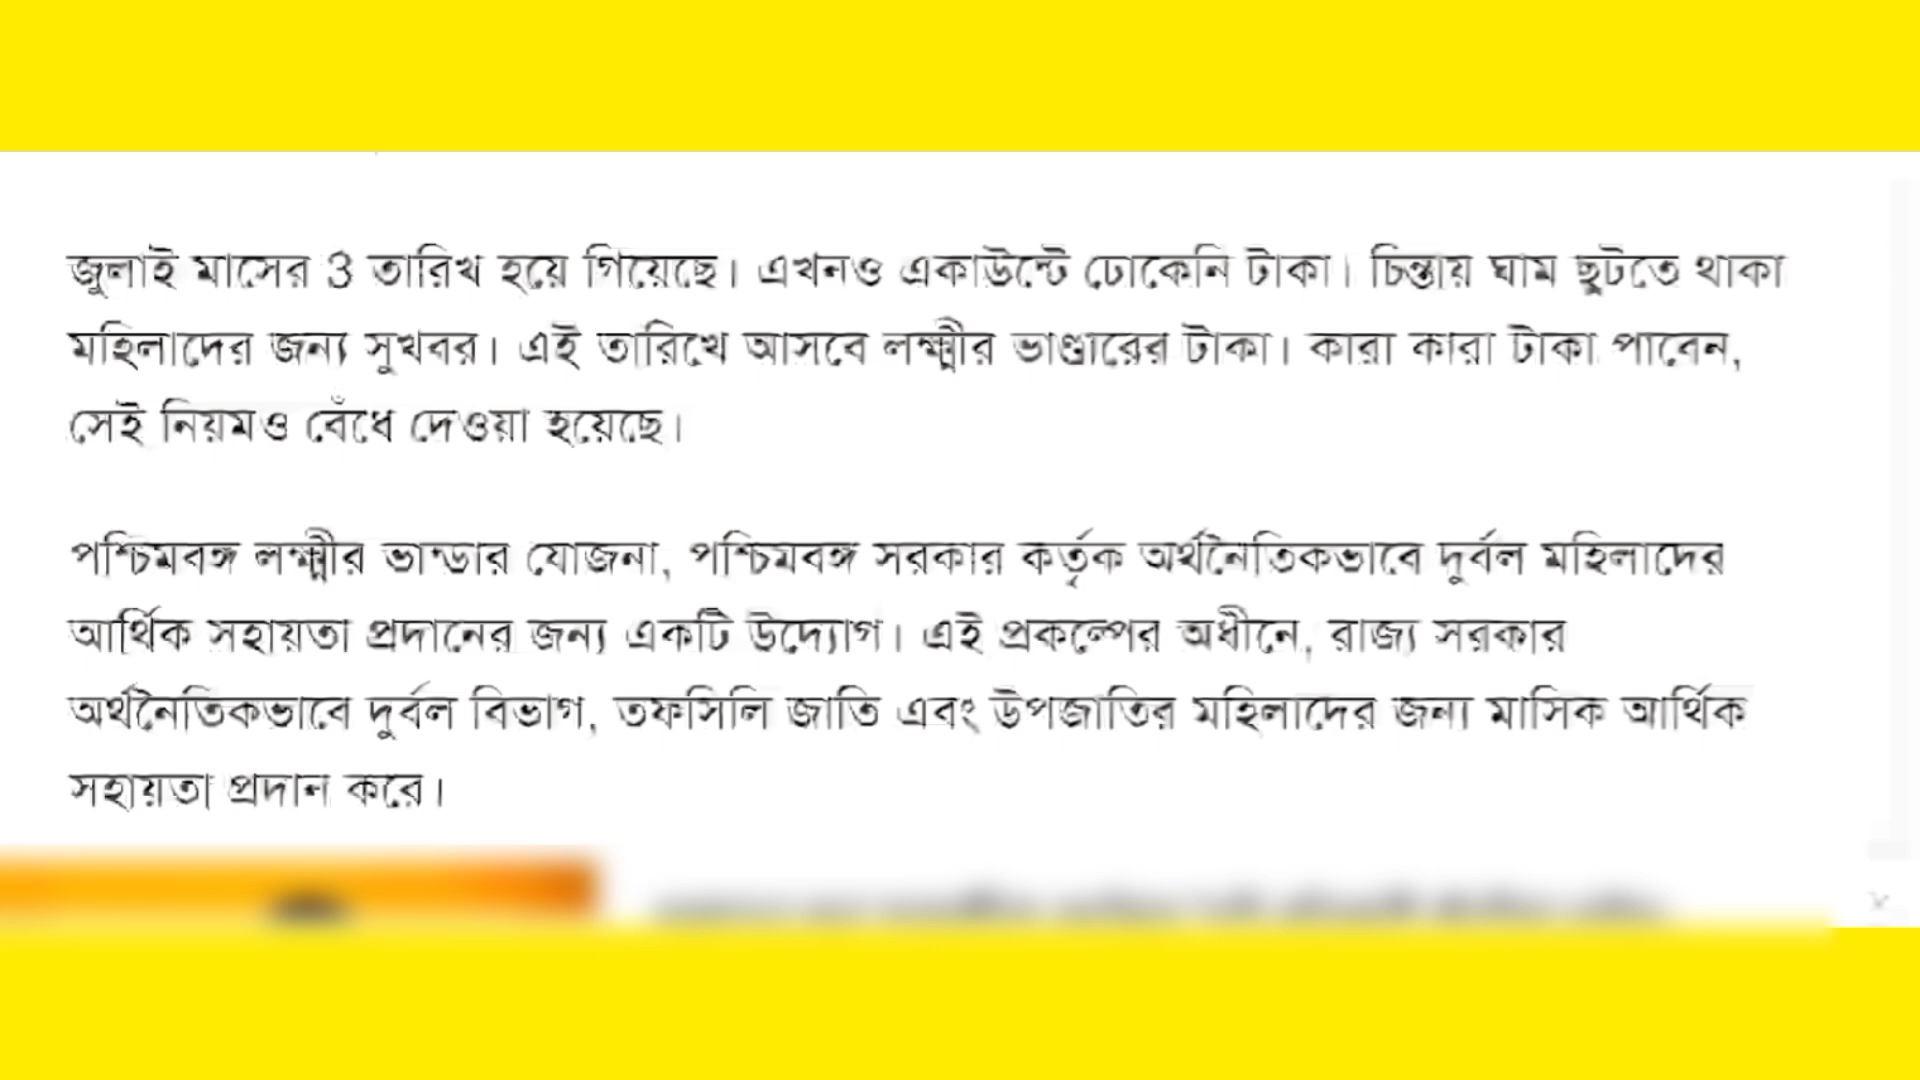 জুলাই মাসের 3 তারিখ হয়ে গিয়েছে। এখনও একাউন্টে ঢোকেনি টাকা। চিন্তায় ঘাম ছুটতে থাকা
মহিলাদের জন্য সুখবর। এই তারিখে আসবে লক্ষ্মীর ভাণ্ডারের টাকা। কারা কারা টাকা পাবেন,
সেই নিয়মও বেঁধে দেওয়া হয়েছে।
পশ্চিমবঙ্গ লক্ষ্মীর ভান্ডার যোজনা, পশ্চিমবঙ্গ সরকার কর্তৃক অর্থনৈতিকভাবে দুর্বল মহিলাদের
আর্থিক সহায়তা প্রদানের জন্য একটি উদ্যোগ। এই প্রকল্পের অধীনে, রাজ্য সরকার
অর্থনৈতিকভাবে দুর্বল বিভাগ, তফসিলি জাতি এবং উপজাতির মহিলাদের জন্য মাসিক আর্থিক
সহায়তা প্রদান করে।